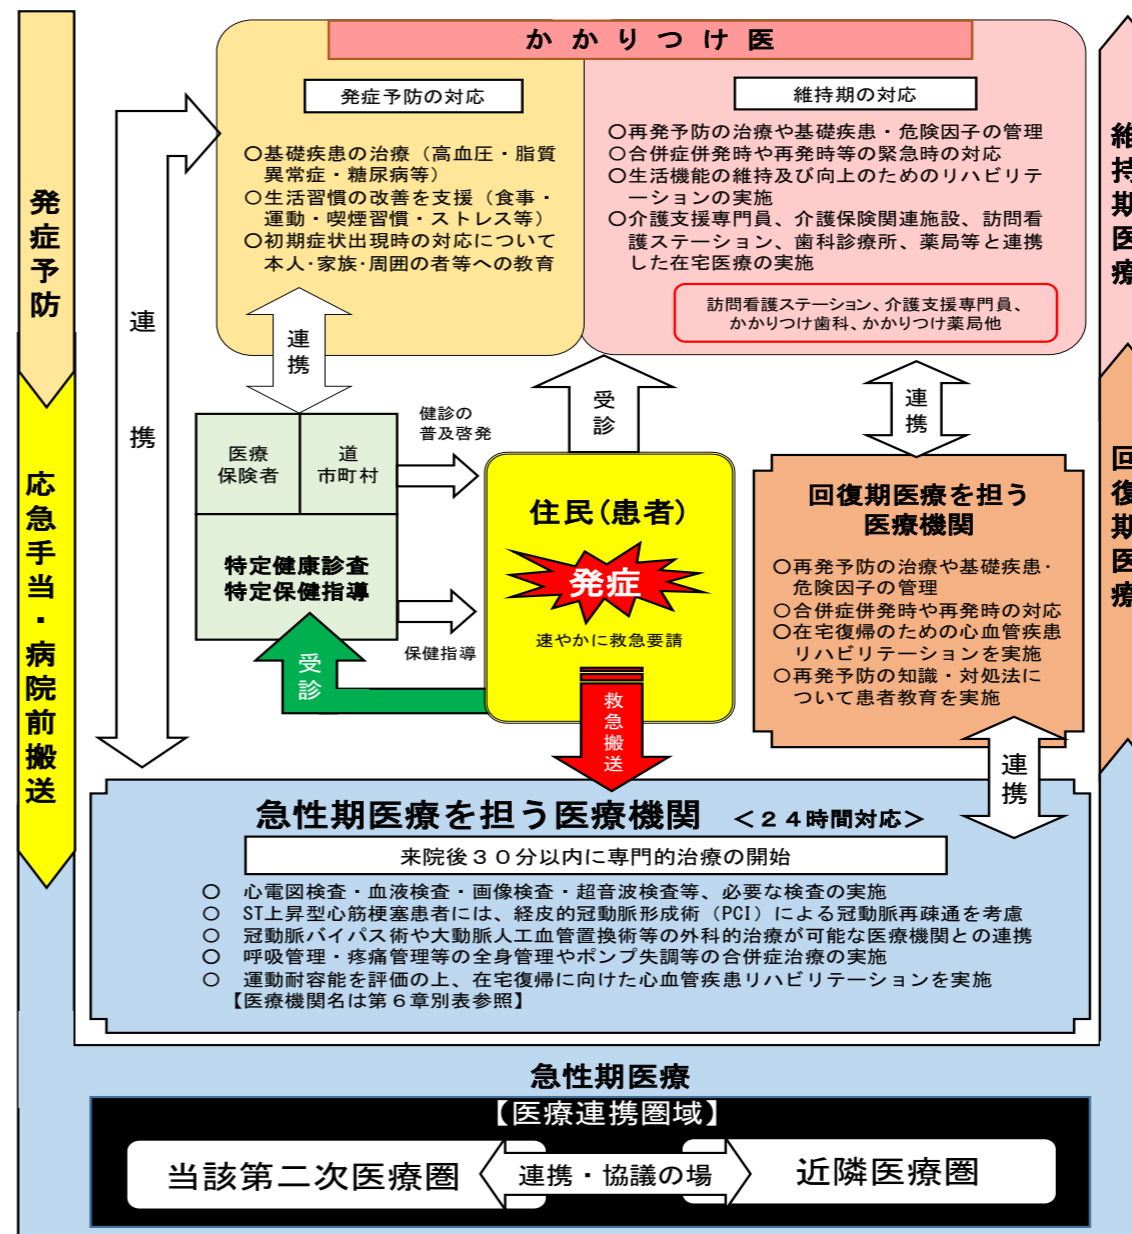 かかりつけ医
発症予防の対応
〇基礎疾患の治療（高血圧・脂質
異常症・糖尿病等）
〇生活習慣の改善を支援（食事・
運動・喫煙習慣・ストレス等）
〇初期症状出現時の対応について
本人・家族・周囲の者等への教育
維持期の対応
〇再発予防の治療や基礎疾患・危険因子の管理
〇合併症併発時や再発時等の緊急時の対応
〇生活機能の維持及び向上のためのリハビリテ
ーションの実施
〇介護支援専門員、介護保険関連施設、訪問看
護ステーション、歯科診療所、薬局等と連携
した在宅医療の実施
訪問看護ステーション、介護支援専門員、
かかりつけ歯科、かかりつけ薬局他
発症予防
応急手当・病院前搬送
維持期医療
回復期医療
連携
連携
受診
連携
医療
保険者
道
市町村
特定健康診査
特定保健指導
健診の
普及啓発
保健指導
受診
住民(患者)
発症
速やかに救急要請
救急搬送
回復期医療を担う
医療機関
〇再発予防の治療や基礎疾患・
危険因子の管理
〇合併症併発時や再発時の対応
〇在宅復帰のための心血管疾患
リハビリテーションを実施
〇再発予防の知識・対処法に
ついて患者教育を実施
連携
急性期医療を担う医療機関 ＜２４時間対応＞
来院後３０分以内に専門的治療の開始
〇 心電図検査・血液検査・画像検査・超音波検査等、必要な検査の実施
〇 ST上昇型心筋梗塞患者には、経皮的冠動脈形成術（PCI）による冠動脈再疎通を考慮
〇 冠動脈バイパス術や大動脈人工血管置換術等の外科的治療が可能な医療機関との連携
〇 呼吸管理・疼痛管理等の全身管理やポンプ失調等の合併症治療の実施
〇 運動耐容能を評価の上、在宅復帰に向けた心血管疾患リハビリテーションを実施
【医療機関名は第６章別表参照】
急性期医療
【医療連携圏域】
当該第二次医療圏
連携・協議の場
近隣医療圏